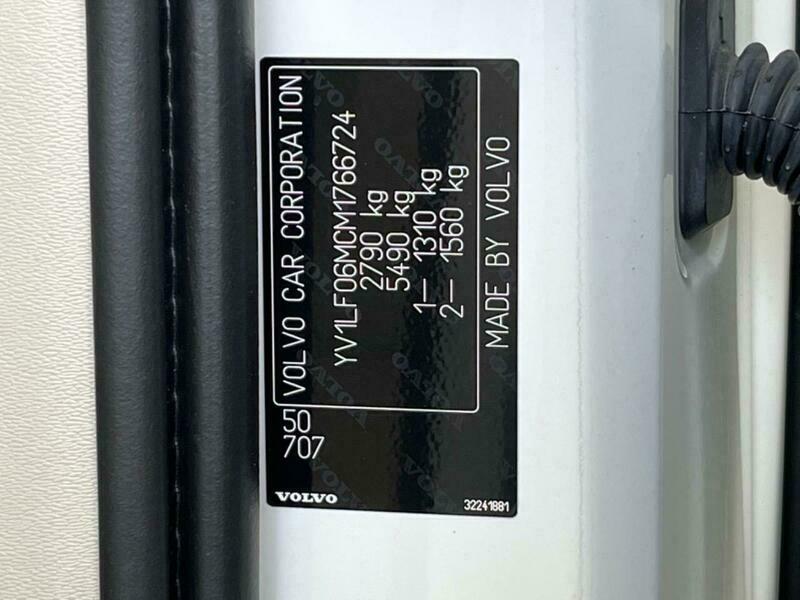 VOLVO CAR CORPORATION
YV1LF06MCM1766724
2790 kg
5490 kg
1– 1310 kg
2– 1560 kg
MADE BY VOLVO
50
707
VOLVO
32241881